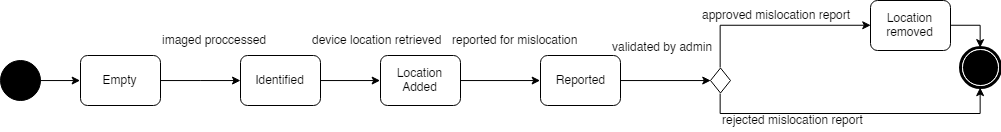 approved mislocation report
Location
removed
imaged proccessed
device location retrieved
reported for mislocation
validated by admin
Empty
Identified
Location
Added
Reported
rejected mislocation report